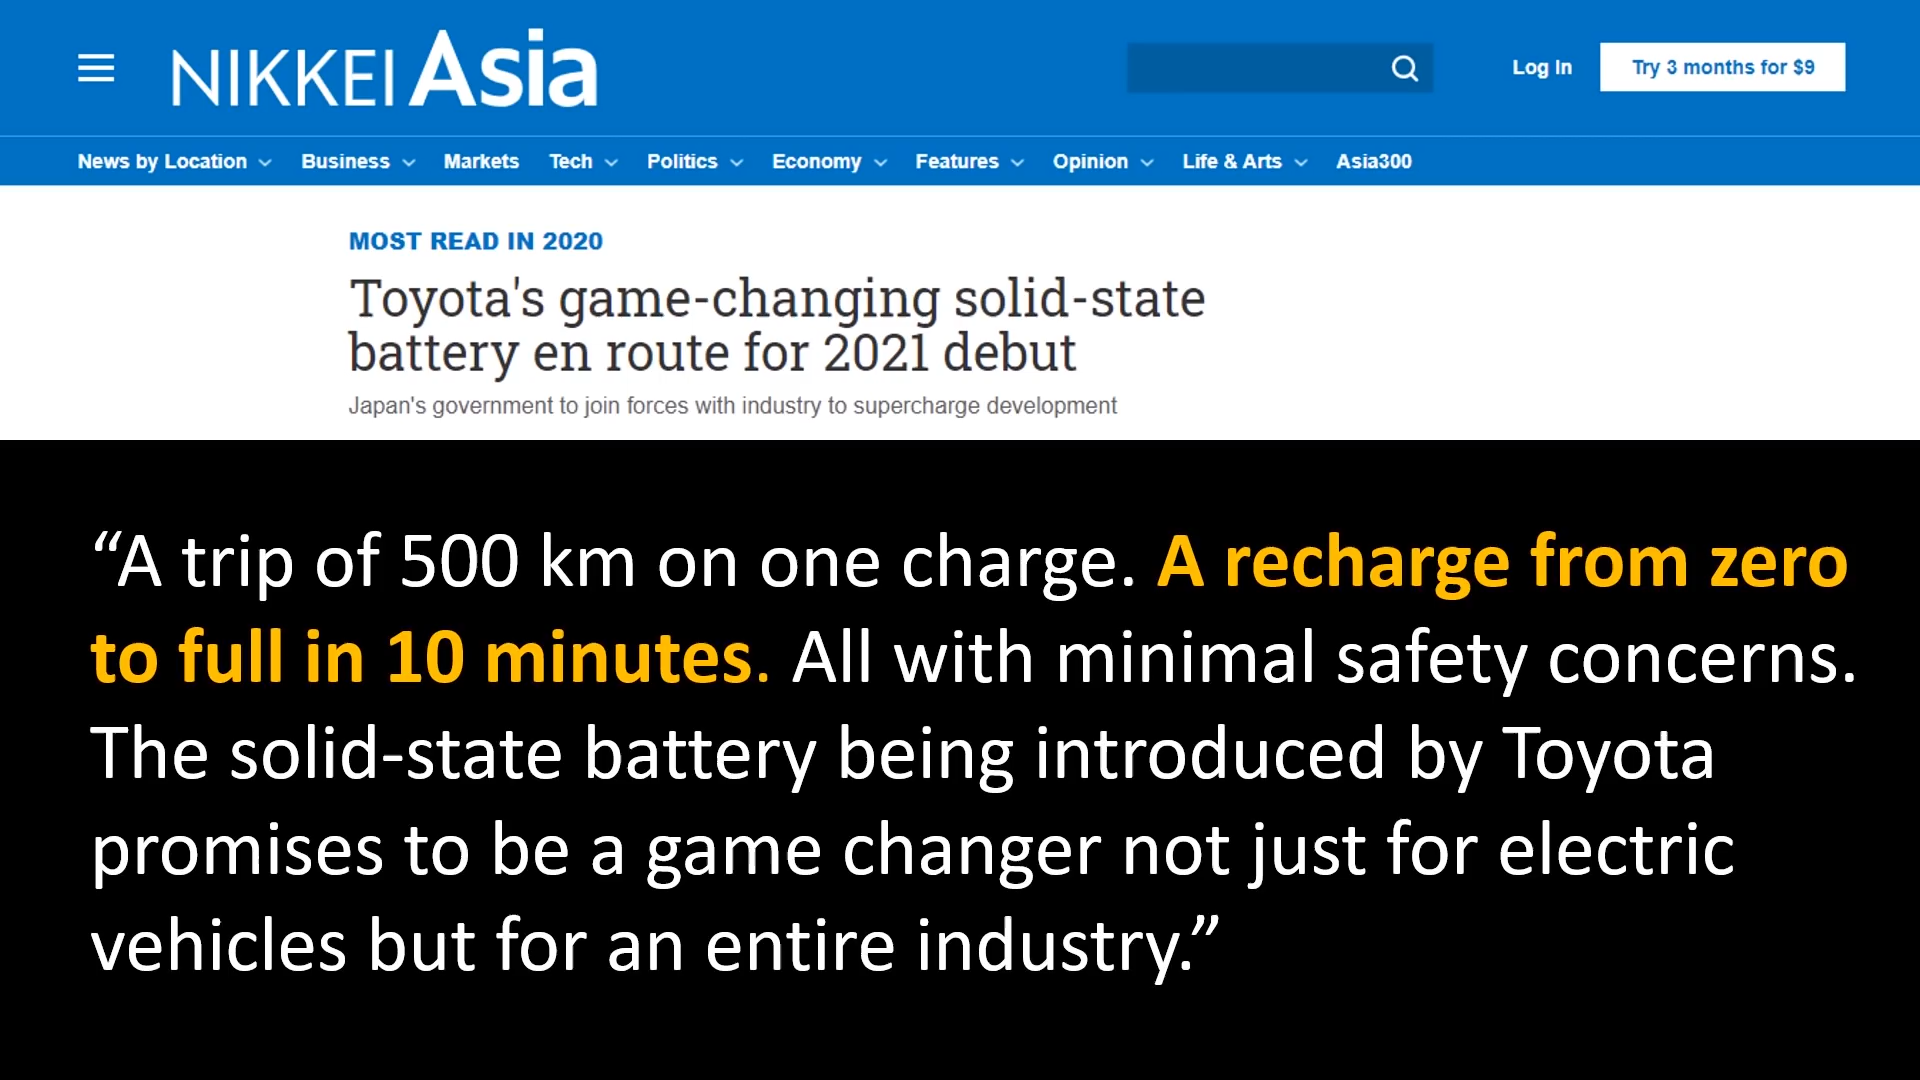 NIKKEI Asia
Log In
Try 3 months for $9
News by Location Business Markets Tech Politics Economy Features Opinion Life & Arts Asia300
MOST READ IN 2020
Toyota's game-changing solid-state
battery en route for 2021 debut
Japan's government to join forces with industry to supercharge development
“A trip of 500 km on one charge. A recharge from zero
to full in 10 minutes. All with minimal safety concerns.
The solid-state battery being introduced by Toyota
promises to be a game changer not just for electric
vehicles but for an entire industry.”